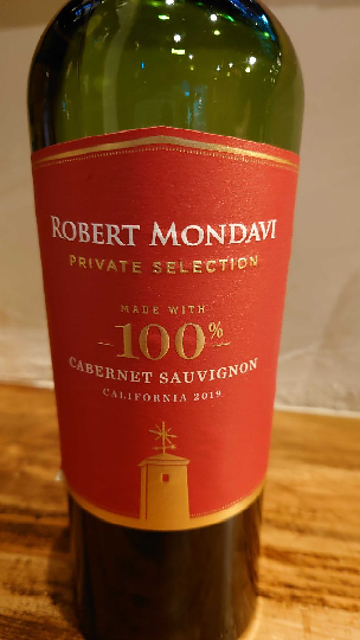 ROBERT MONDAVI
PRIVATE SELECTION
MADE WITH
100%
CABERNET SAUVIGNON
CALIFORNIA 2019